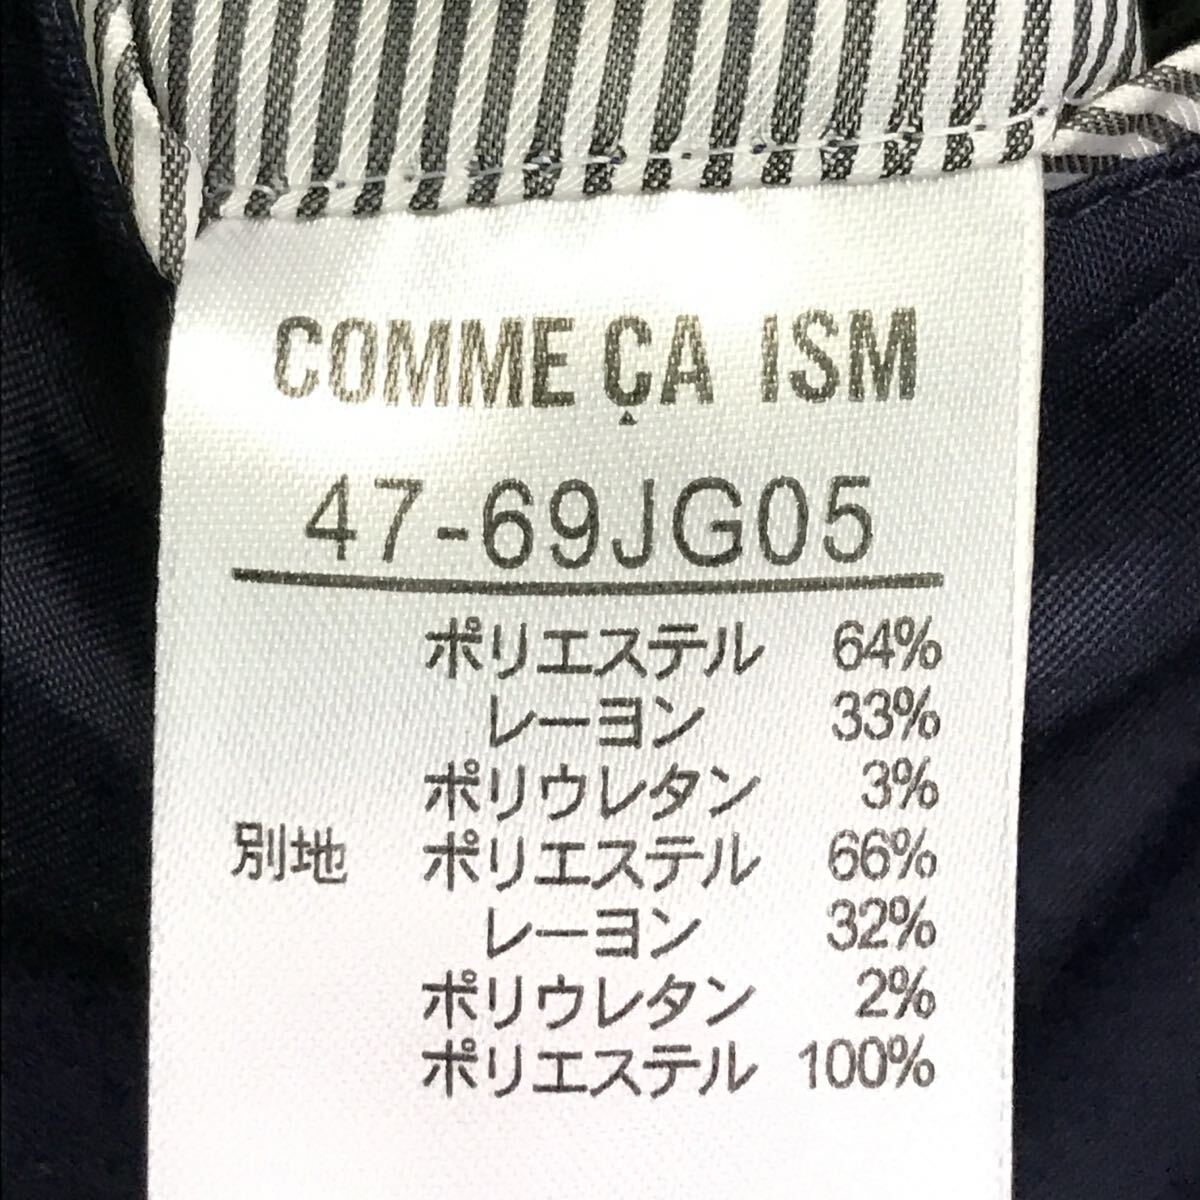 COMME ÇA ISM
47-69JG05
ポリエステル 64%
レーヨン 33%
ポリウレタン 3%
別地 ポリエステル 66%
レーヨン 32%
ポリウレタン 2%
ポリエステル 100%